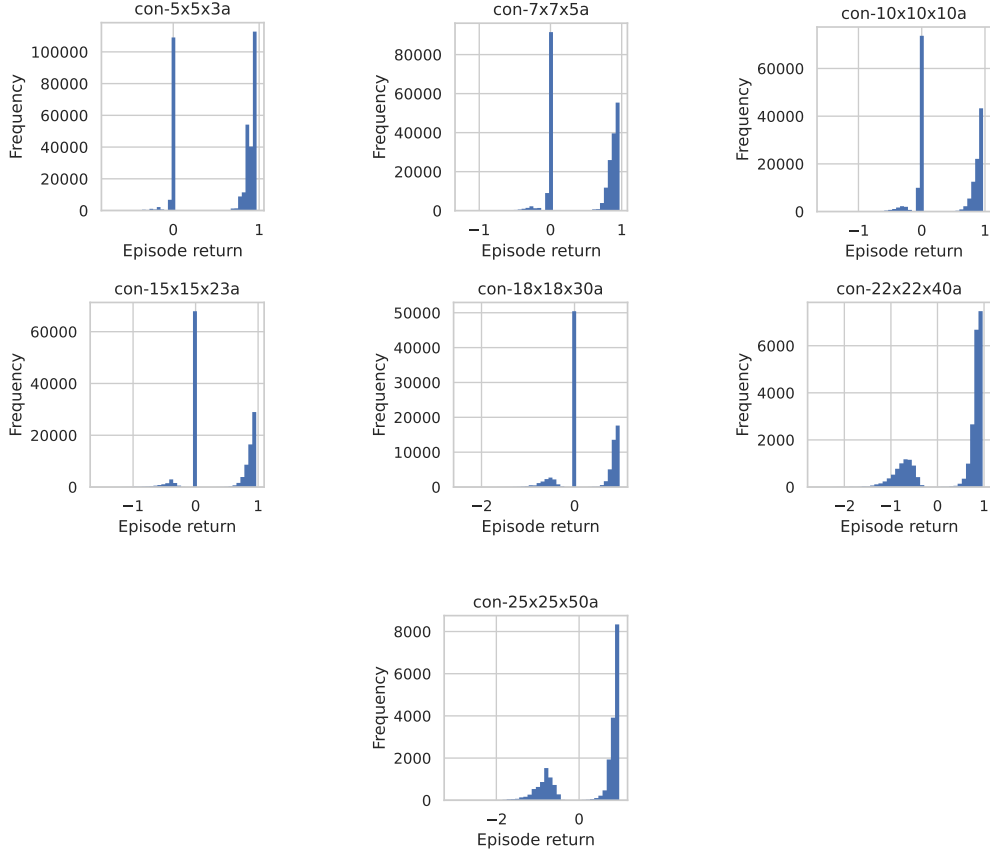 con-5x5x3a
100000
80000
60000
40000
20000
0
Frequency
0
1
Episode return
con-7x7x5a
80000
60000
40000
20000
0
Frequency
−1
0
1
Episode return
con-10x10x10a
60000
40000
20000
0
Frequency
−1
0
1
Episode return
con-15x15x23a
60000
40000
20000
0
Frequency
−1
0
1
Episode return
con-18x18x30a
50000
40000
30000
20000
10000
0
Frequency
−2
0
Episode return
con-22x22x40a
6000
4000
2000
0
Frequency
−2
−1
0
1
Episode return
con-25x25x50a
8000
6000
4000
2000
0
Frequency
−2
0
Episode return